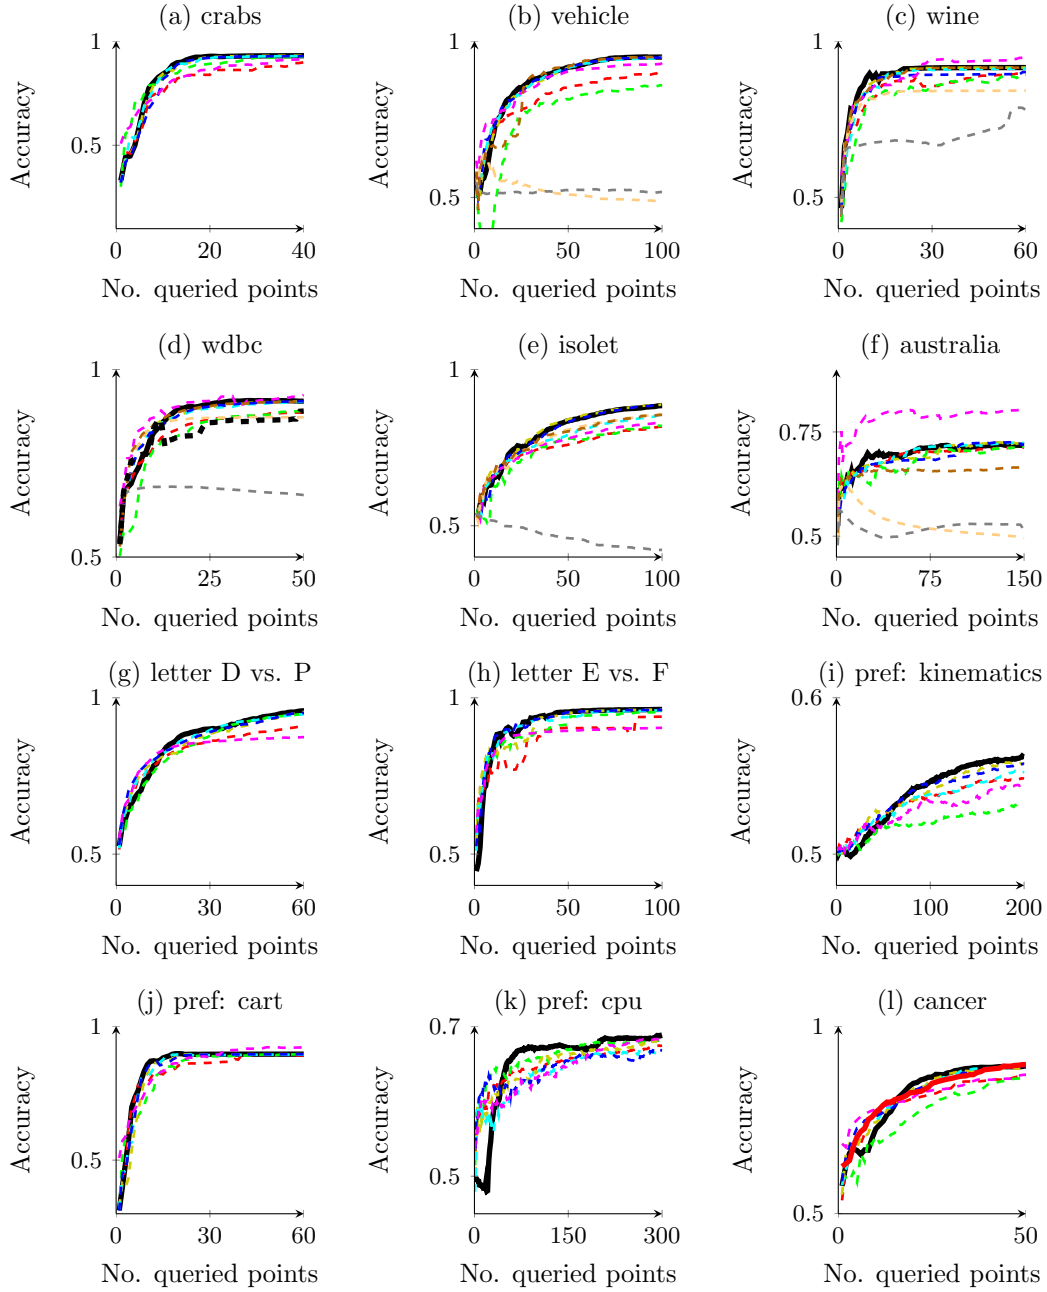 (a) crabs
(b) vehicle
(c) wine
1
0.5
Accuracy
0
20
40
No. queried points
1
0.5
Accuracy
0
50
100
No. queried points
1
0.5
Accuracy
0
30
60
No. queried points
(d) wdbc
(e) isolet
(f) australia
1
0.5
Accuracy
0
25
50
No. queried points
1
0.5
Accuracy
0
50
100
No. queried points
0.75
0.5
Accuracy
0
75
150
No. queried points
(g) letter D vs. P
(h) letter E vs. F
(i) pref: kinematics
1
0.5
Accuracy
0
30
60
No. queried points
1
0.5
Accuracy
0
50
100
No. queried points
0.6
0.5
Accuracy
0
100
200
No. queried points
(j) pref: cart
(k) pref: cpu
(l) cancer
1
0.5
Accuracy
0
30
60
No. queried points
0.7
0.5
Accuracy
0
150
300
No. queried points
1
0.5
Accuracy
0
50
No. queried points